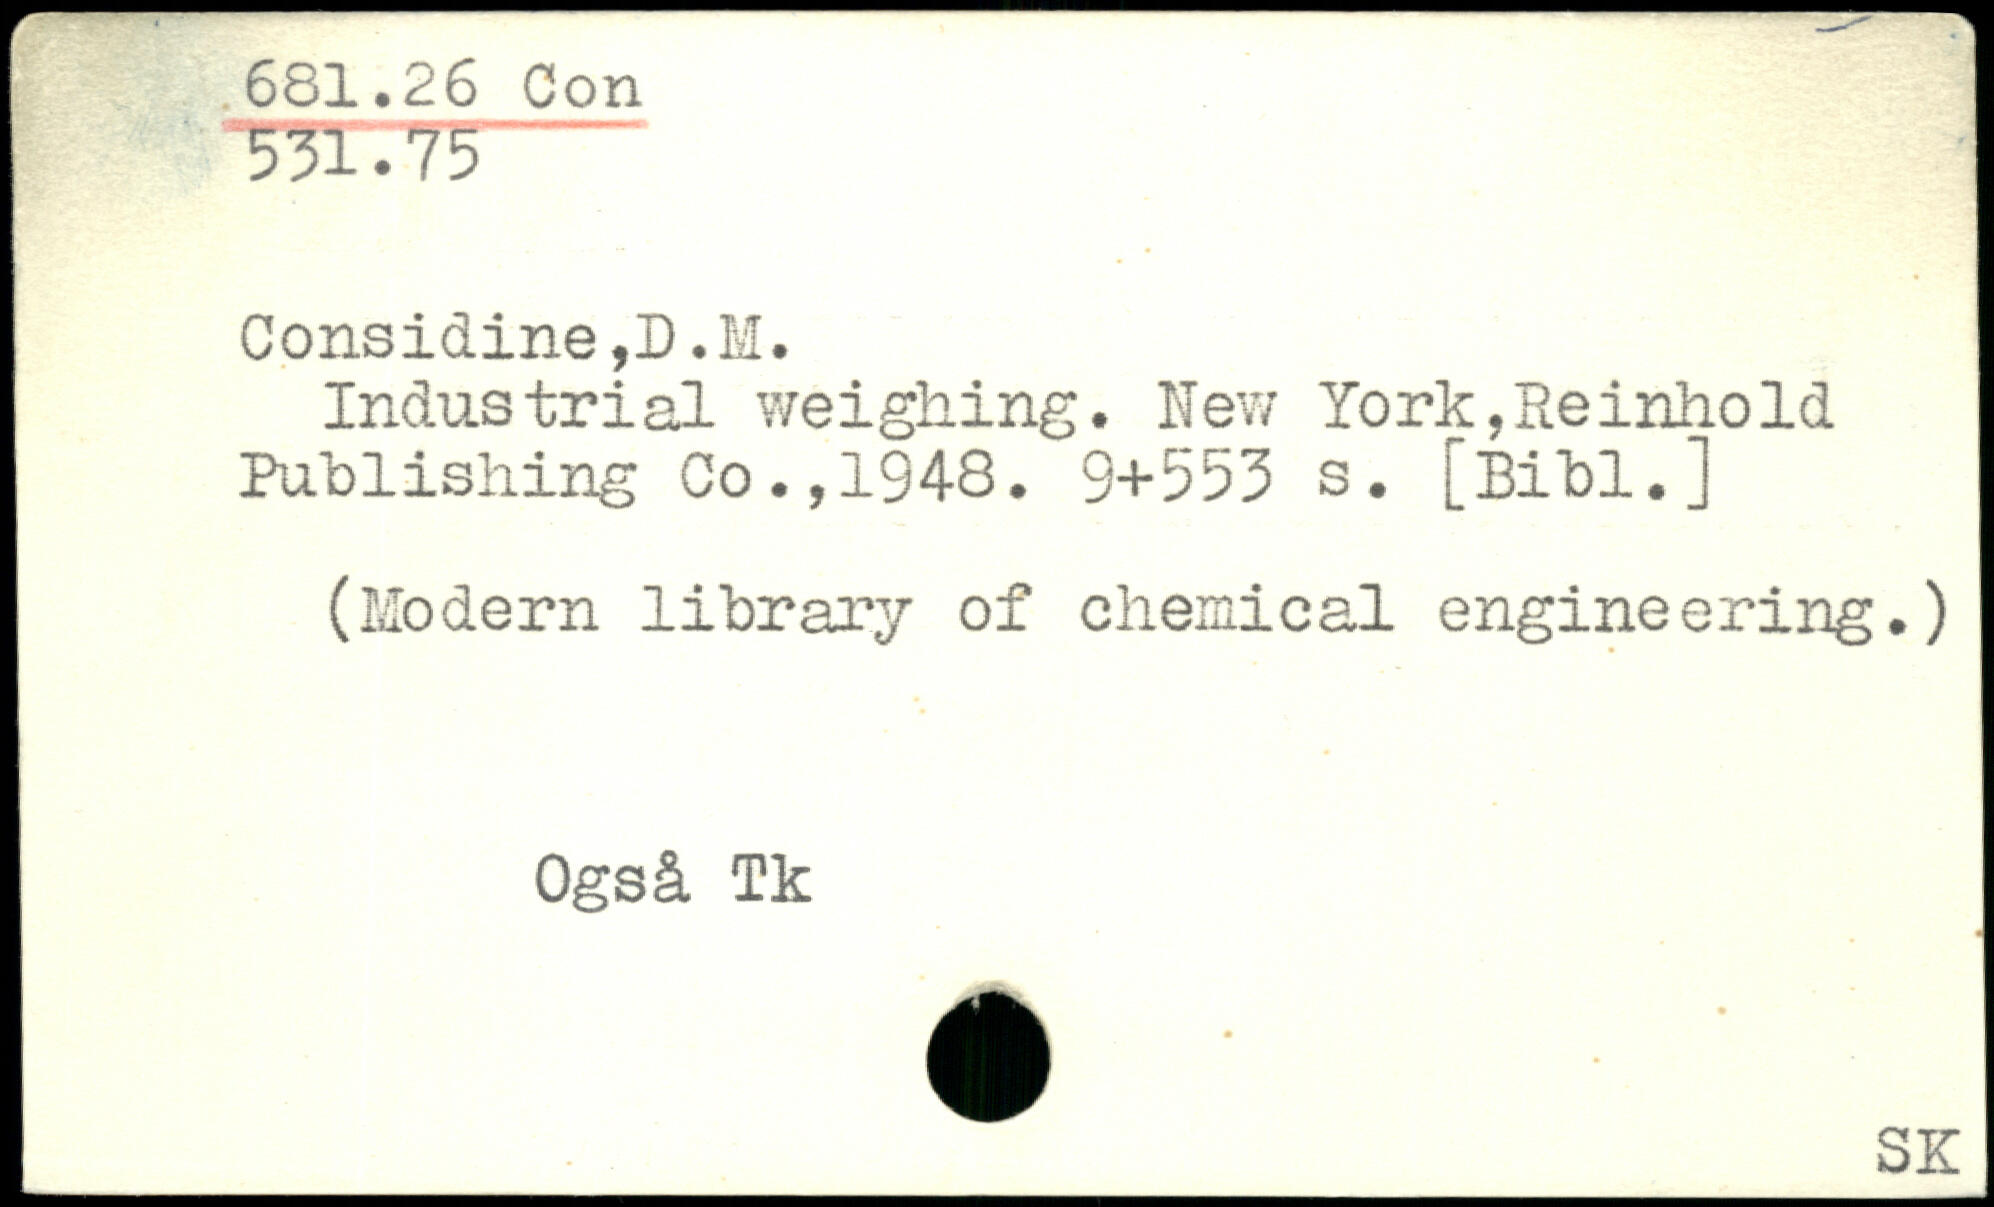 681.26 Con
531.75
Considine,D.M.
Industrial weighing. New York,Reinhold
Publishing Co.,1948. 9+553 s. [Bibl.]
(Modern library of chemical engineering.)
Også Tk
SK